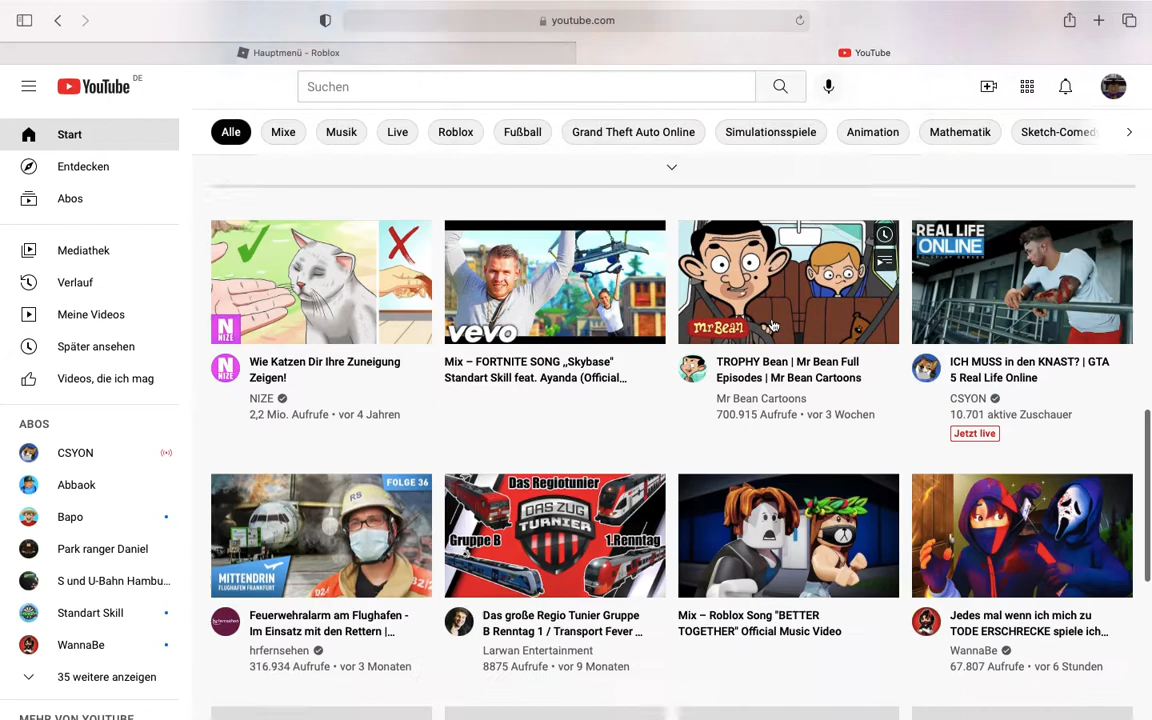 youtube.com
Hauptmenü – Roblox
YouTube
YouTube DE
Suchen
Alle
Mixe
Musik
Live
Roblox
Fußball
Grand Theft Auto Online
Simulationsspiele
Animation
Mathematik
Sketch-Comed
Start
Entdecken
Abos
Mediathek
Verlauf
Meine Videos
Später ansehen
Videos, die ich mag
ABOS
CSYON
Abbaok
Bapo
Park ranger Daniel
S und U-Bahn Hambu...
Standart Skill
WannaBe
35 weitere anzeigen
MEHR VON YOUTUBE
N
NIZE
vevo
mr Bean
REAL LIFE
ONLINE
N
NIZE
Wie Katzen Dir Ihre Zuneigung
Zeigen!
NIZE
2,2 Mio. Aufrufe • vor 4 Jahren
Mix – FORTNITE SONG „Skybase"
Standart Skill feat. Ayanda (Official...
TROPHY Bean | Mr Bean Full
Episodes | Mr Bean Cartoons
Mr Bean Cartoons
700.915 Aufrufe • vor 3 Wochen
ICH MUSS in den KNAST? | GTA
5 Real Life Online
CSYON
10.701 aktive Zuschauer
Jetzt live
FOLGE 36
RS
MITTENDRIN
FLUGHAFEN FRANKFURT
Das Regiotunier
DAS ZUG
TURNIER
Gruppe B
1.Renntag
Feuerwehralarm am Flughafen -
Im Einsatz mit den Rettern |...
hrfernsehen
316.934 Aufrufe • vor 3 Monaten
Das große Regio Tunier Gruppe
B Renntag 1 / Transport Fever ...
Larwan Entertainment
8875 Aufrufe • vor 9 Monaten
Mix – Roblox Song "BETTER
TOGETHER" Official Music Video
Jedes mal wenn ich mich zu
TODE ERSCHRECKE spiele ich...
WannaBe
67.807 Aufrufe • vor 6 Stunden